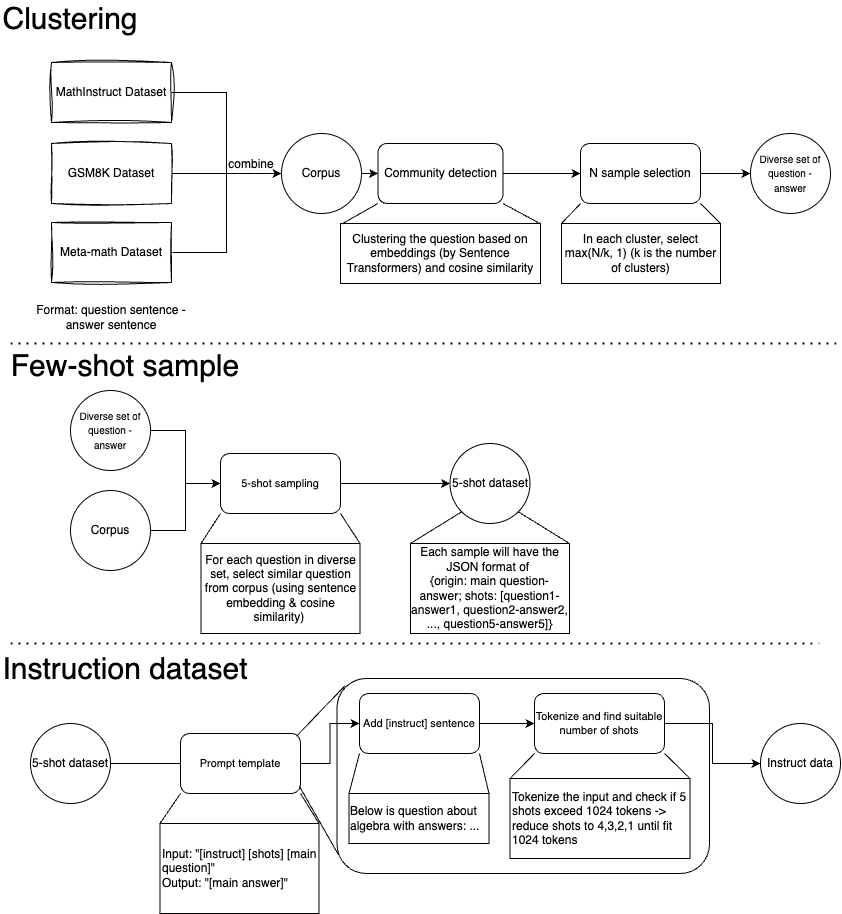 Clustering
MathInstruct Dataset
GSM8K Dataset
Meta-math Dataset
Format: question sentence -
answer sentence
combine
Corpus
Community detection
Clustering the question based on
embeddings (by Sentence
Transformers) and cosine similarity
N sample selection
In each cluster, select
max(N/k, 1) (k is the number
of clusters)
Diverse set of
question -
answer
Few-shot sample
Diverse set of
question -
answer
Corpus
5-shot sampling
For each question in diverse
set, select similar question
from corpus (using sentence
embedding & cosine
similarity)
5-shot dataset
Each sample will have the
JSON format of
{origin: main question-
answer; shots: [question1-
answer1, question2-answer2,
..., question5-answer5]}
Instruction dataset
5-shot dataset
Prompt template
Input: "[instruct] [shots] [main
question]"
Output: "[main answer]"
Add [instruct] sentence
Below is question about
algebra with answers: ...
Tokenize and find suitable
number of shots
Tokenize the input and check if 5
shots exceed 1024 tokens ->
reduce shots to 4,3,2,1 until fit
1024 tokens
Instruct data